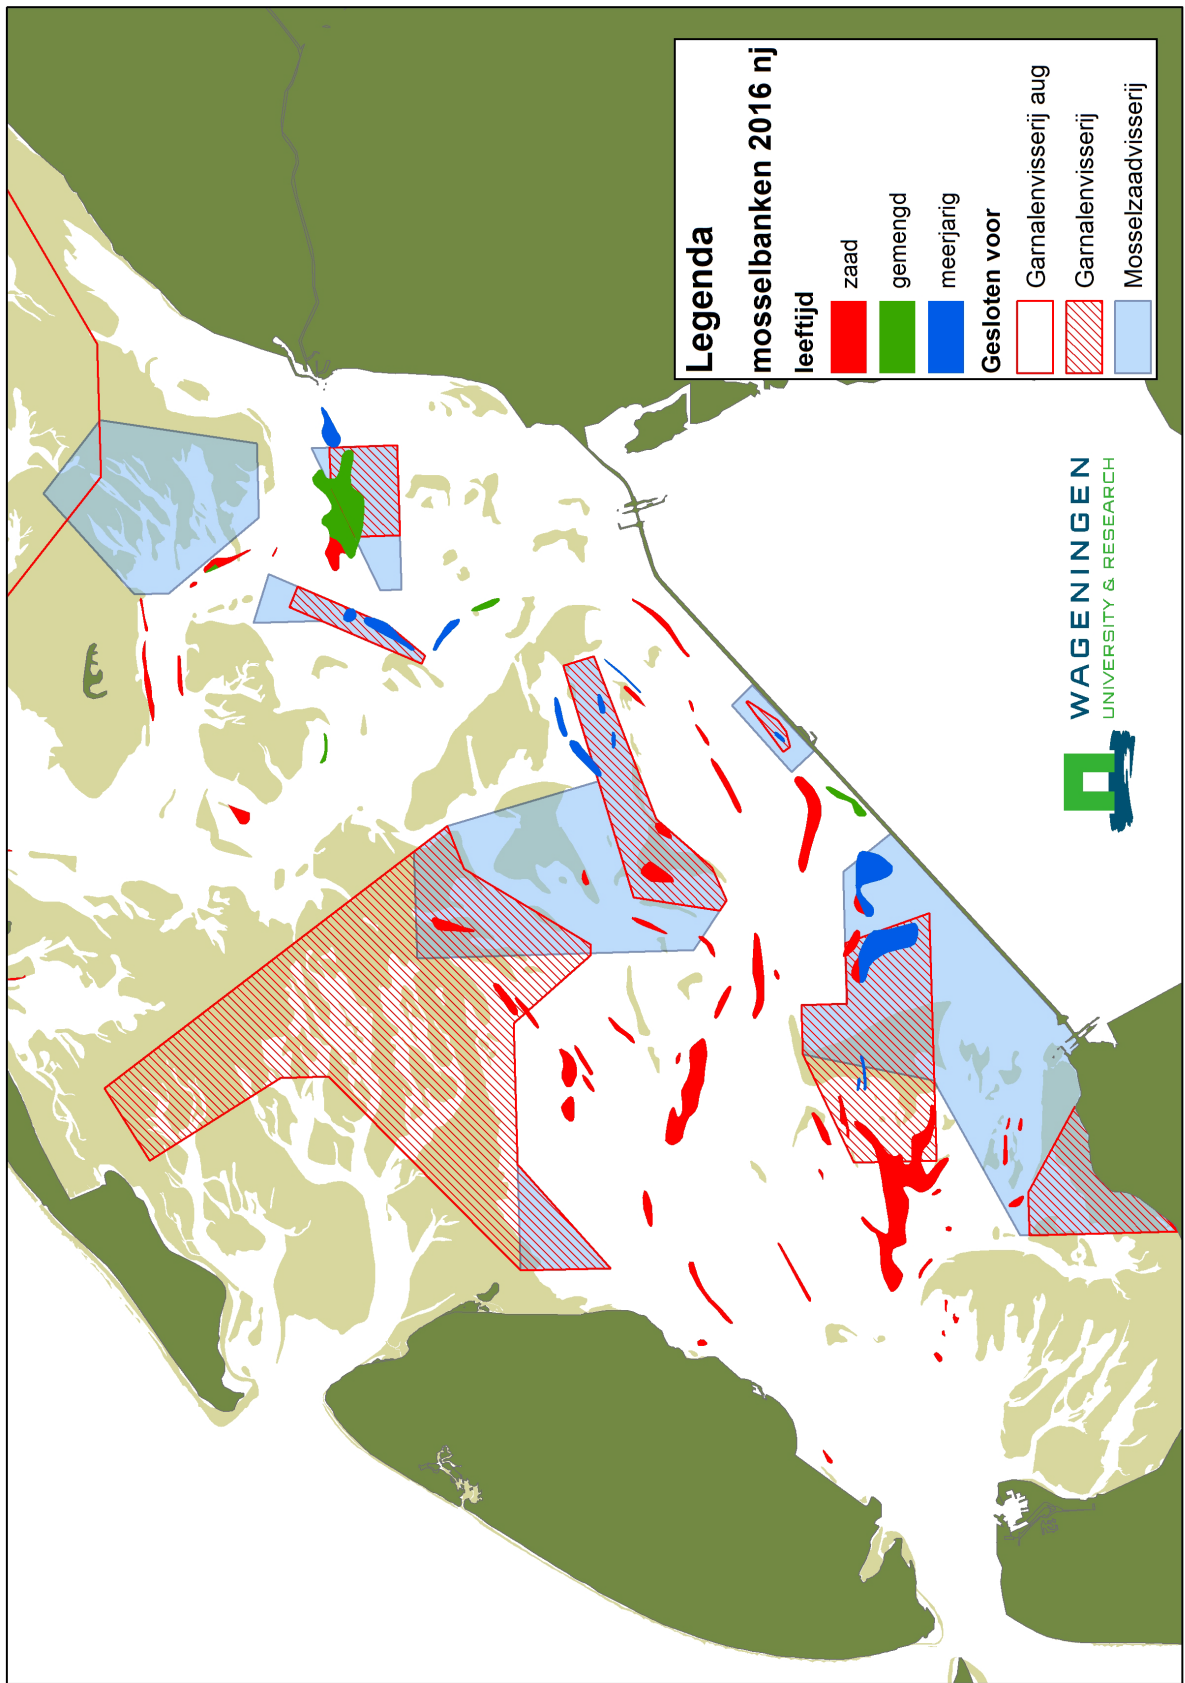 Legenda
mosselbanken 2016 nj
leeftijd
zaad
gemengd
meerjarig
Gesloten voor
Garnalenvisserij aug
Garnalenvisserij
Mosselzaadvisserij
WAGENINGEN
UNIVERSITY & RESEARCH